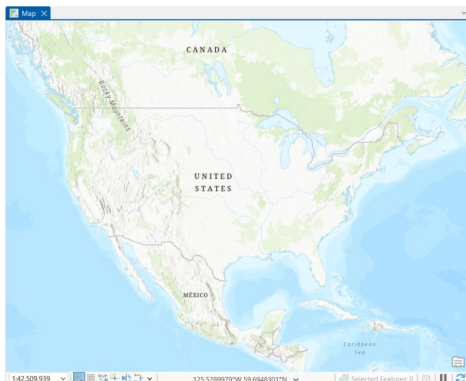 Map
CANADA
Rocky Mountains
UNITED
STATES
MÉXICO
Caribbean
Sea
1:42,509,939
125.5289979°W 59.6948301°N
Selected Features: 0